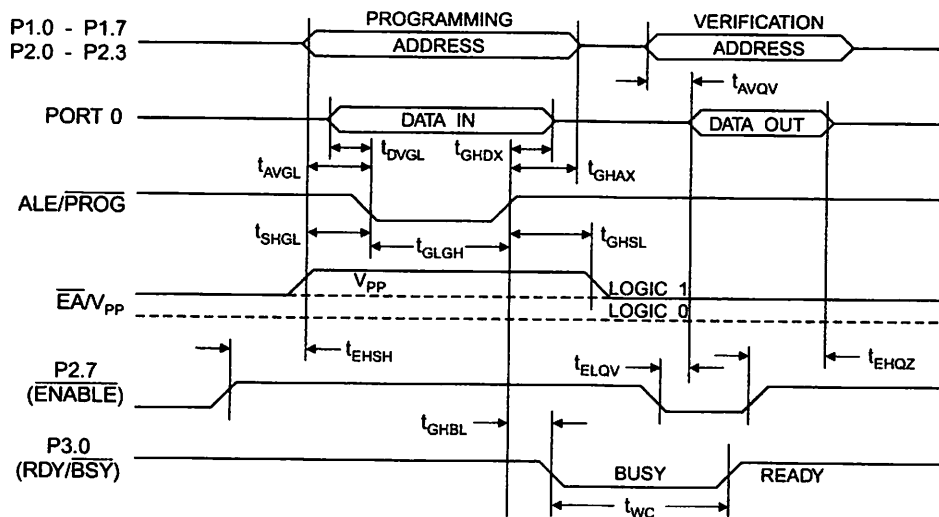 PROGRAMMING VERIFICATION
P1.0 - P1.7
P2.0 - P2.3
ADDRESS ADDRESS
tAVQV
PORT 0 DATA IN DATA OUT
tDVGL tGHDX
tAVGL tGHAX
ALE/PROG
tSHGL tGLGH tGHSL
VPP LOGIC 1
EA/VPP LOGIC 0
tEHSH tELQV tEHQZ
P2.7
(ENABLE)
tGHBL
P3.0
(RDY/BSY) BUSY READY
tWC